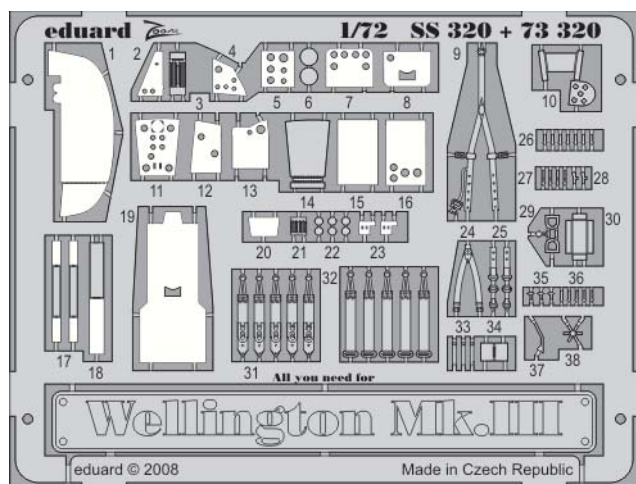 eduard Zoom 1/72 SS 320 + 73 320
1 2 3 4 5 6 7 8 9 10
11 12 13 14 15 16 26
27 28
19 20 21 22 23 24 25 29 30
17 18 31 32 33 34 35 36
37 38
All you need for
Wellington Mk.III
eduard © 2008 Made in Czech Republic